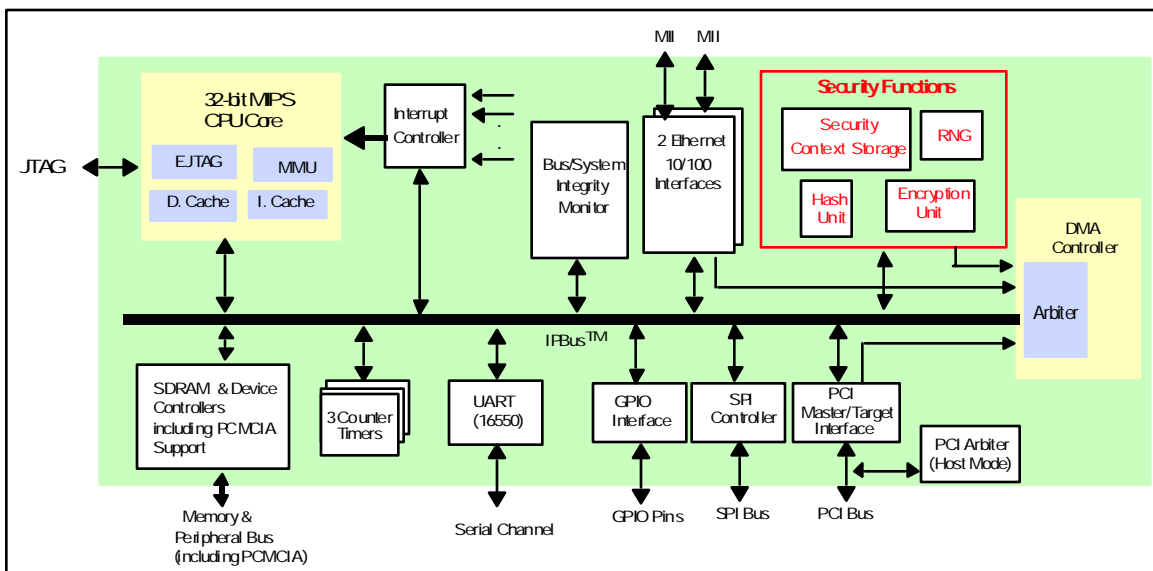 MII MII
32-bit MIPS
CPU Core
EJTAG
MMU
D. Cache
I. Cache
JTAG
Interrupt
Controller
Bus/System
Integrity
Monitor
2 Ethernet
10/100
Interfaces
Security Functions
Security
Context Storage
RNG
Hash
Unit
Encryption
Unit
DMA
Controller
Arbiter
IPBus™
SDRAM & Device
Controllers
including PCMCIA
Support
3 Counter
Timers
UART
(16550)
GPIO
Interface
SPI
Controller
PCI
Master/Target
Interface
PCI Arbiter
(Host Mode)
Memory &
Peripheral Bus
(including PCMCIA)
Serial Channel
GPIO Pins
SPI Bus
PCI Bus